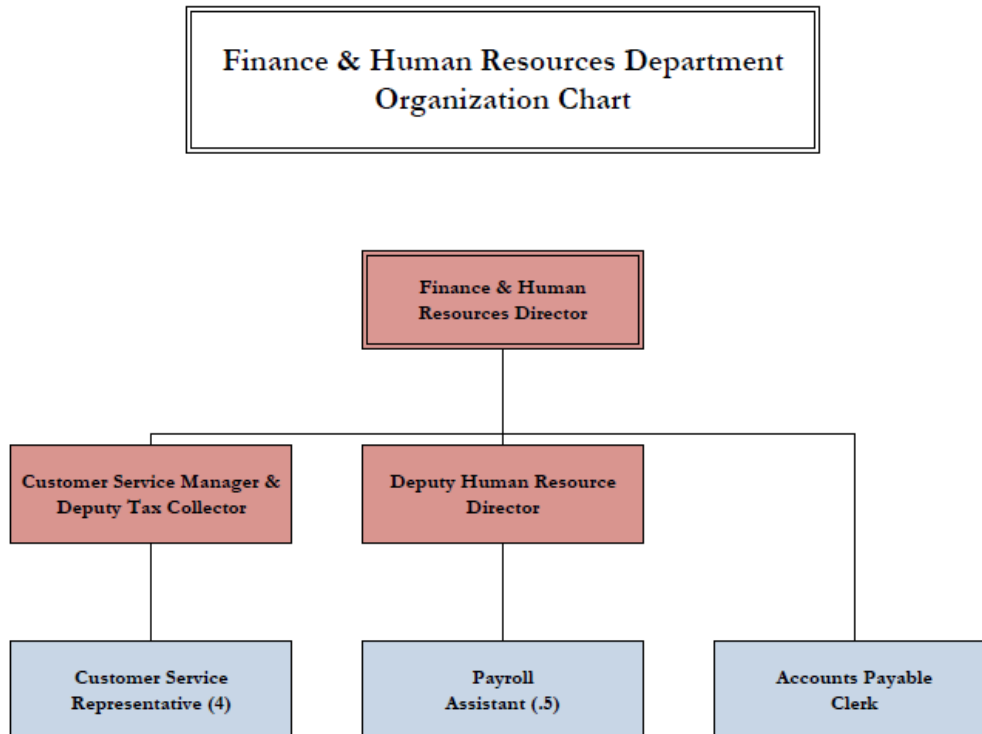 Finance & Human Resources Department
Organization Chart
Finance & Human
Resources Director
Customer Service Manager &
Deputy Tax Collector
Deputy Human Resource
Director
Customer Service
Representative (4)
Payroll
Assistant (.5)
Accounts Payable
Clerk